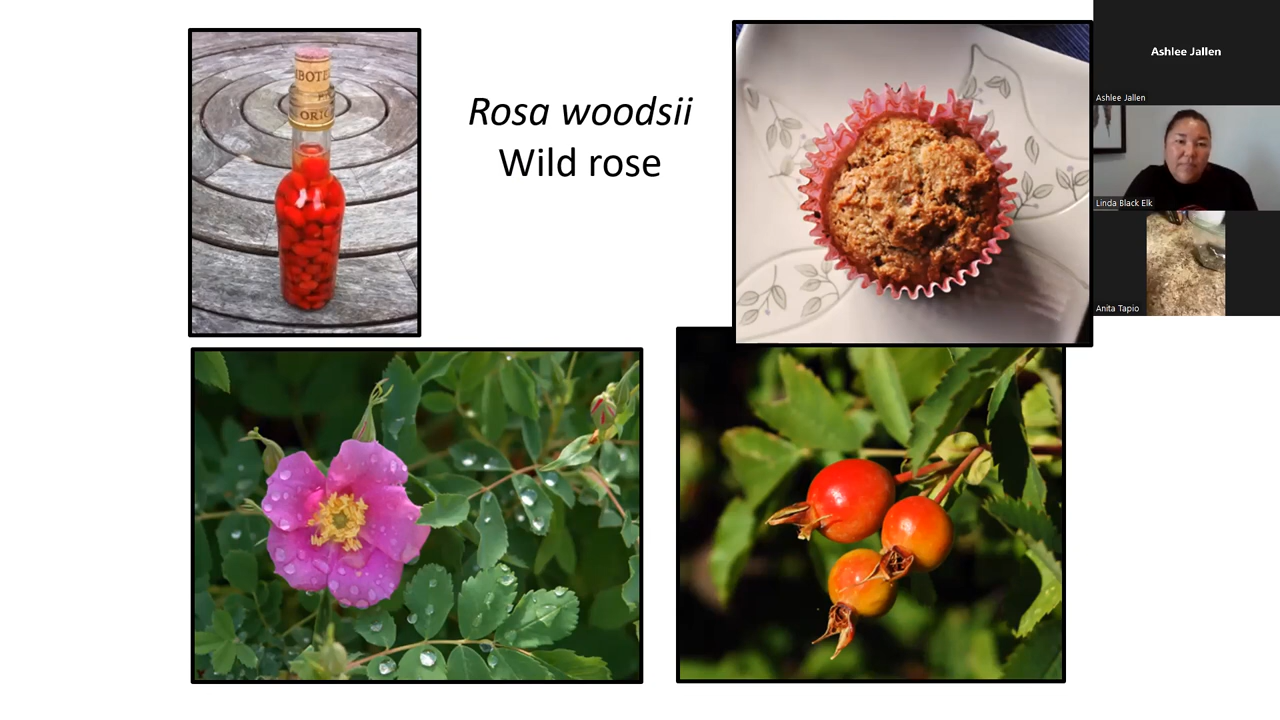 Rosa woodsii
Wild rose
Ashlee Jallen
Ashlee Jallen
Linda Black Elk
Anita Tapio